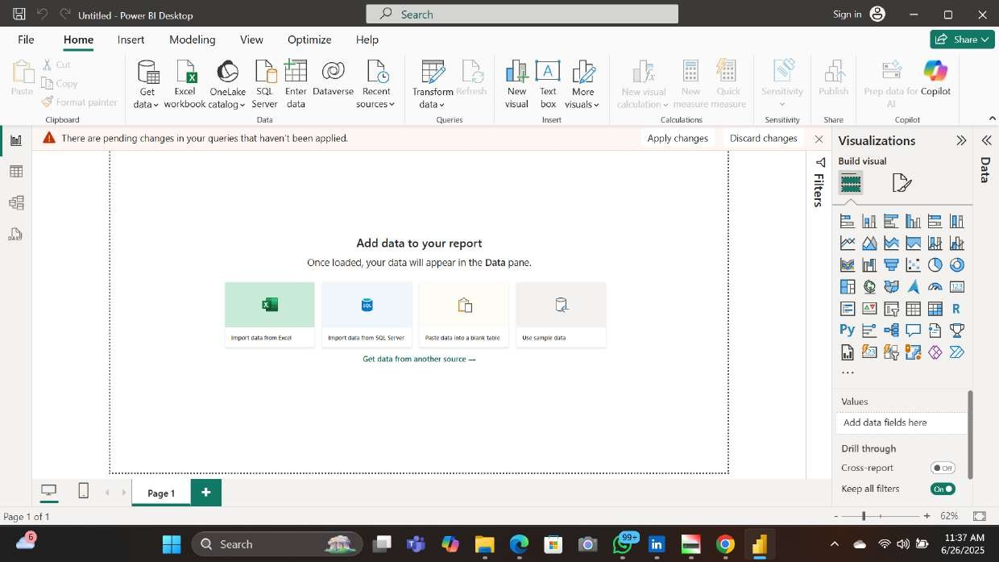 Untitled - Power BI Desktop
Search
Sign in
File Home Insert Modeling View Optimize Help
Share
Paste
Cut
Copy
Format painter
Clipboard
Get data
Excel workbook
OneLake catalog
SQL Server
Enter data
Dataverse
Recent sources
Data
Transform data
Refresh
Queries
New visual
Text box
More visuals
Insert
New visual calculation
New measure
Quick measure
Calculations
Sensitivity
Sensitivity
Publish
Share
Prep data for AI
Copilot
Copilot
There are pending changes in your queries that haven't been applied.
Apply changes
Discard changes
Add data to your report
Once loaded, your data will appear in the Data pane.
Import data from Excel
Import data from SQL Server
Paste data into a blank table
Use sample data
Get data from another source →
Filters
Visualizations
Build visual
Data
123
R
Py
...
Values
Add data fields here
Drill through
Cross-report
Off
Keep all filters
On
Page 1
Page 1 of 1
- + 62%
6
Search
99+
11:37 AM
6/26/2025